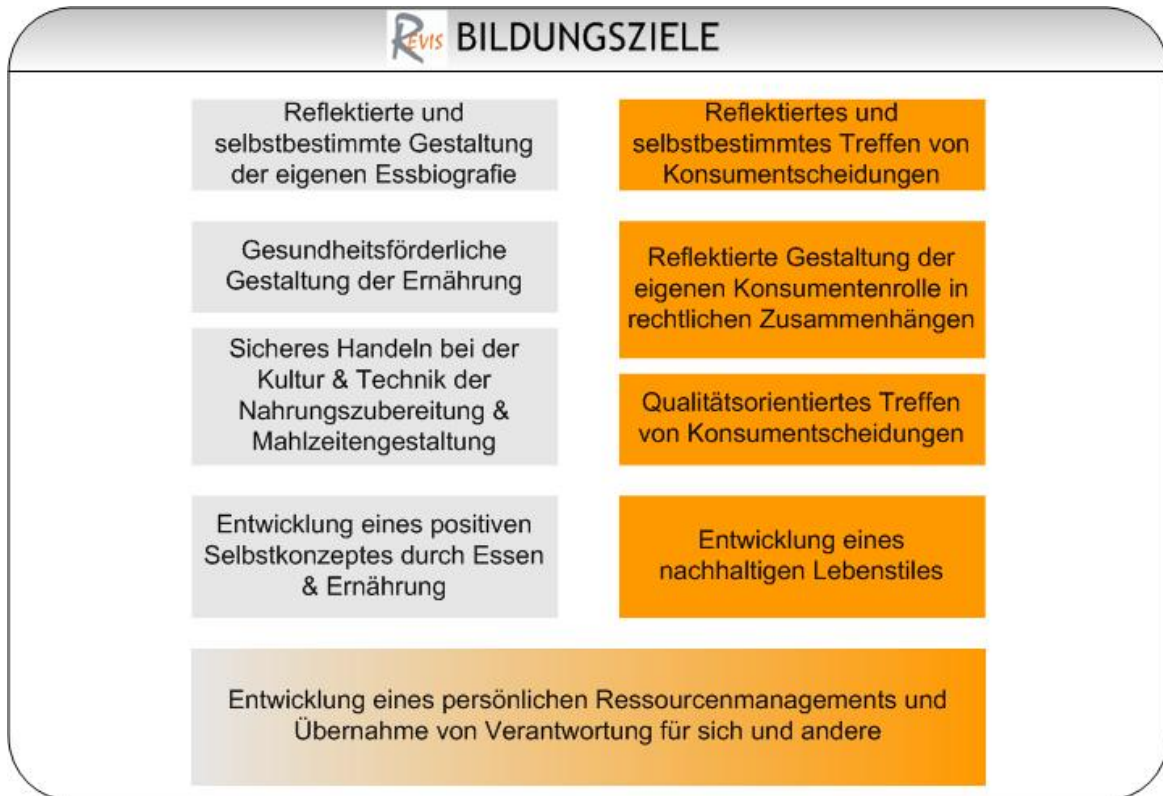 REVIS BILDUNGSZIELE
Reflektierte und
selbstbestimmte Gestaltung
der eigenen Essbiografie
Gesundheitsförderliche
Gestaltung der Ernährung
Sicheres Handeln bei der
Kultur & Technik der
Nahrungszubereitung &
Mahlzeitengestaltung
Entwicklung eines positiven
Selbstkonzeptes durch Essen
& Ernährung
Reflektiertes und
selbstbestimmtes Treffen von
Konsumentscheidungen
Reflektierte Gestaltung der
eigenen Konsumentenrolle in
rechtlichen Zusammenhängen
Qualitätsorientiertes Treffen
von Konsumentscheidungen
Entwicklung eines
nachhaltigen Lebenstiles
Entwicklung eines persönlichen Ressourcenmanagements und
Übernahme von Verantwortung für sich und andere